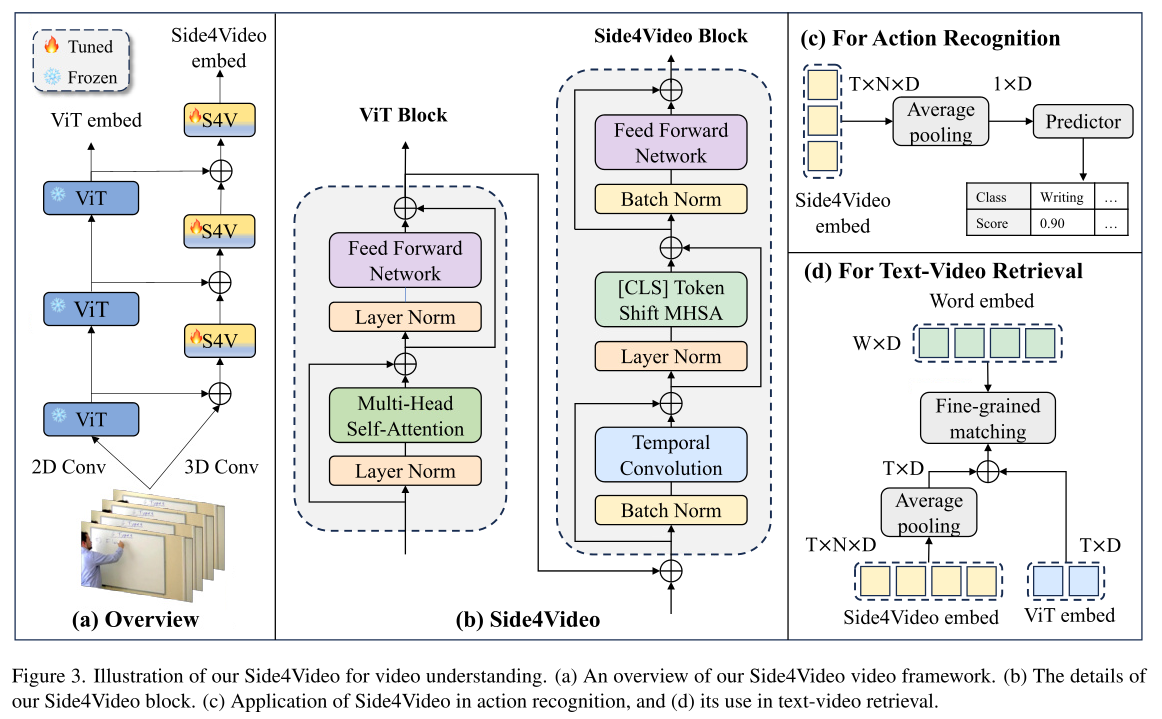 Tuned
Frozen
Side4Video
embed
ViT embed
S4V
ViT
S4V
ViT
S4V
ViT
2D Conv
3D Conv
(a) Overview
ViT Block
Feed Forward
Network
Layer Norm
Multi-Head
Self-Attention
Layer Norm
Side4Video Block
Feed Forward
Network
Batch Norm
[CLS] Token
Shift MHSA
Layer Norm
Temporal
Convolution
Batch Norm
(b) Side4Video
(c) For Action Recognition
T×N×D
1×D
Average
pooling
Predictor
Side4Video
embed
Class Writing ...
Score 0.90 ...
(d) For Text-Video Retrieval
Word embed
W×D
Fine-grained
matching
T×D
Average
pooling
T×N×D
T×D
Side4Video embed
ViT embed
Figure 3. Illustration of our Side4Video for video understanding. (a) An overview of our Side4Video video framework. (b) The details of
our Side4Video block. (c) Application of Side4Video in action recognition, and (d) its use in text-video retrieval.